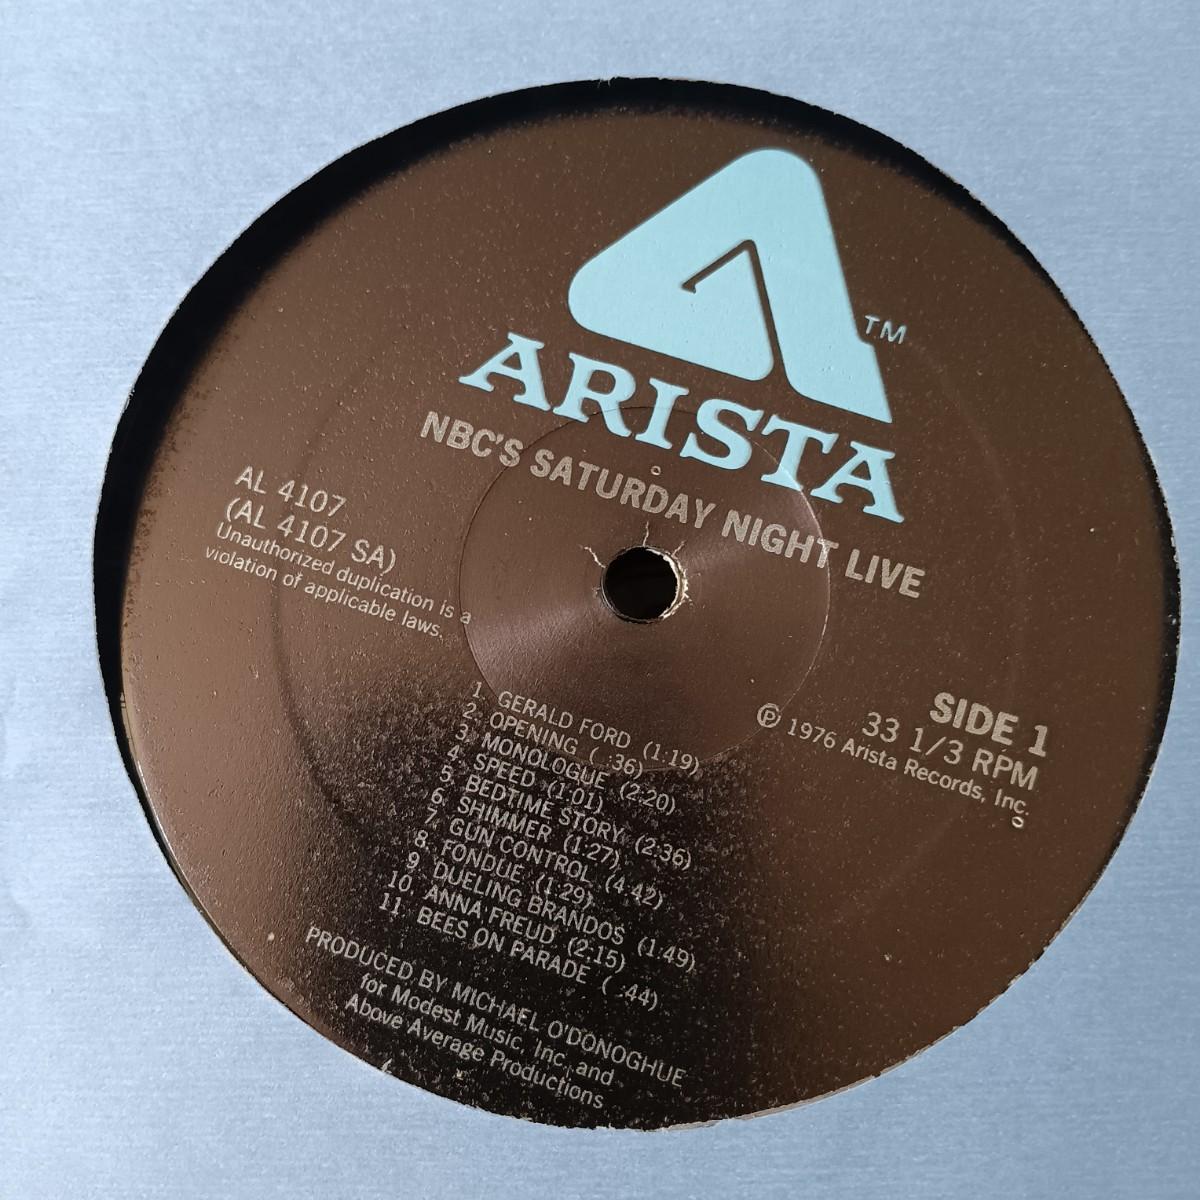 ARISTA
TM
NBC'S SATURDAY NIGHT LIVE
AL 4107
(AL 4107 SA)
Unauthorized duplication is a
violation of applicable laws.
SIDE 1
33 1/3 RPM
Ⓟ 1976 Arista Records, Inc.
1. GERALD FORD (1:19)
2. OPENING ( :36)
3. MONOLOGUE (2:20)
4. SPEED (1:01)
5. BEDTIME STORY (2:36)
6. SHIMMER (1:27)
7. GUN CONTROL (4:42)
8. FONDUE (1:29)
9. DUELING BRANDOS (1:49)
10. ANNA FREUD (2:15)
11. BEES ON PARADE ( :44)
PRODUCED BY MICHAEL O'DONOGHUE
for Modest Music, Inc. and
Above Average Productions